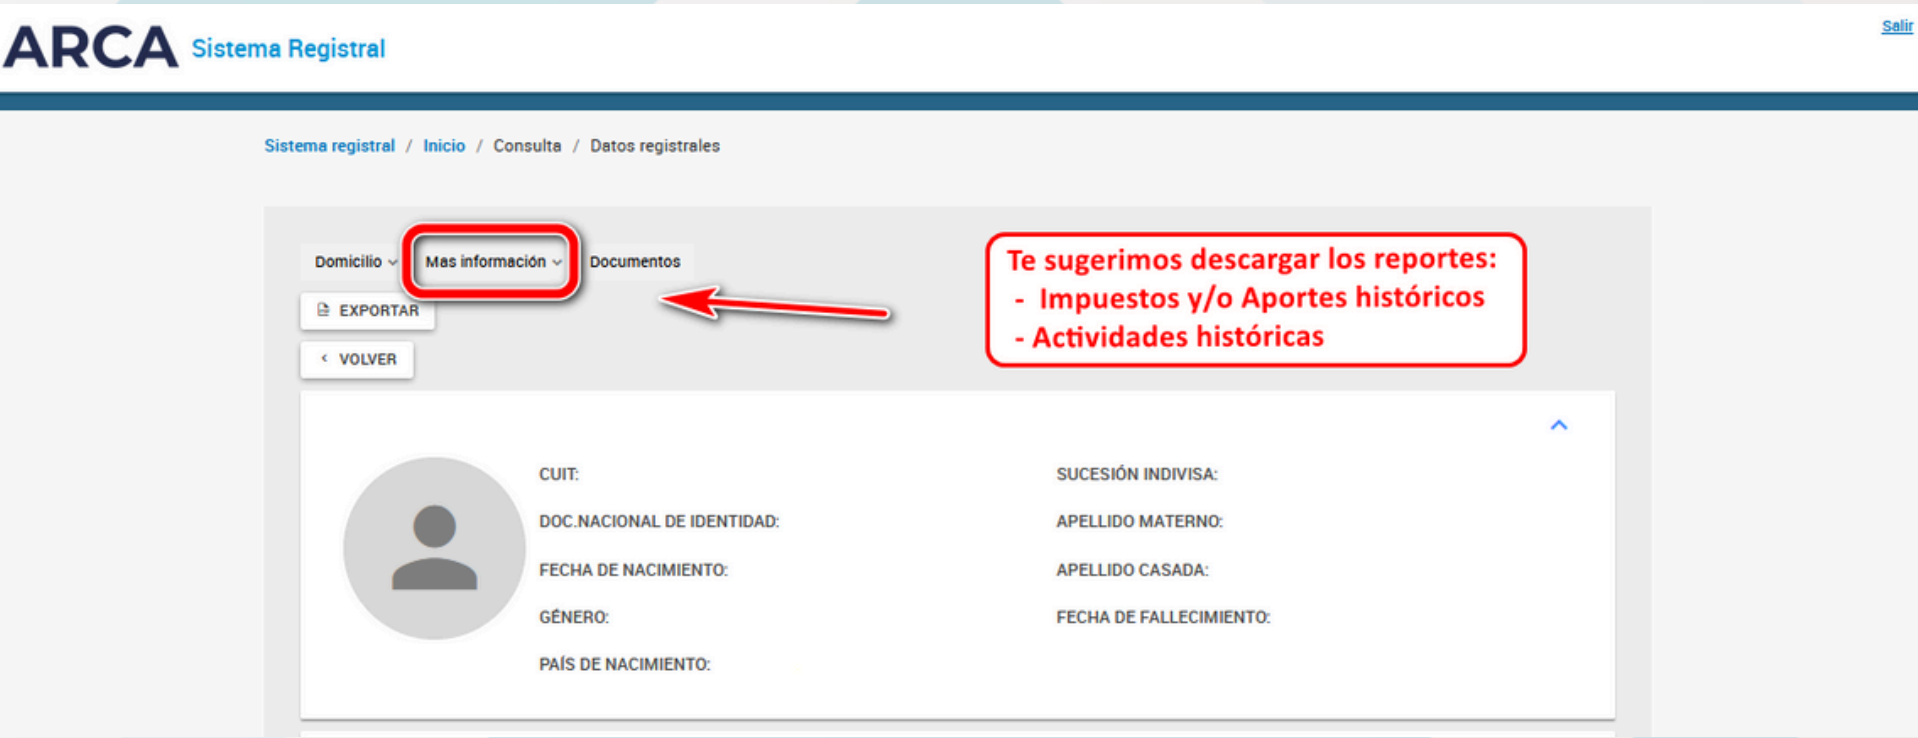 ARCA Sistema Registral
Salir
Sistema registral / Inicio / Consulta / Datos registrales
Domicilio
Mas información
Documentos
EXPORTAR
VOLVER
Te sugerimos descargar los reportes:
- Impuestos y/o Aportes históricos
- Actividades históricas
CUIT:
DOC.NACIONAL DE IDENTIDAD:
FECHA DE NACIMIENTO:
GÉNERO:
PAÍS DE NACIMIENTO:
SUCESIÓN INDIVISA:
APELLIDO MATERNO:
APELLIDO CASADA:
FECHA DE FALLECIMIENTO: